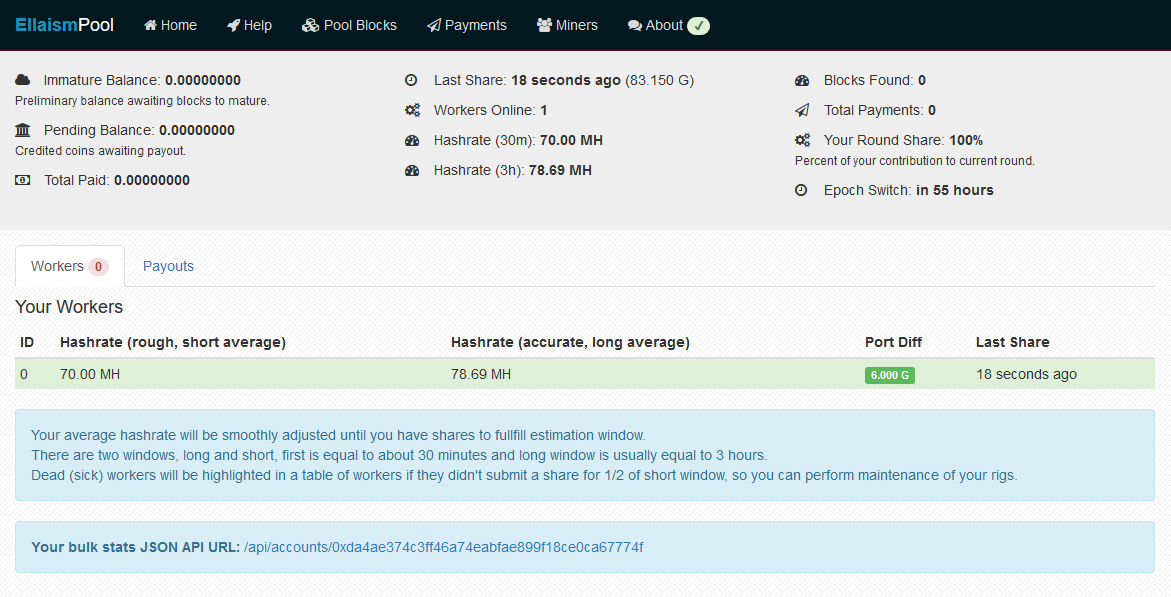 EllaismPool Home Help Pool Blocks Payments Miners About
Immature Balance: 0.00000000
Preliminary balance awaiting blocks to mature.
Pending Balance: 0.00000000
Credited coins awaiting payout.
Total Paid: 0.00000000
Last Share: 18 seconds ago (83.150 G)
Workers Online: 1
Hashrate (30m): 70.00 MH
Hashrate (3h): 78.69 MH
Blocks Found: 0
Total Payments: 0
Your Round Share: 100%
Percent of your contribution to current round.
Epoch Switch: in 55 hours
Workers 0 Payouts
Your Workers
ID Hashrate (rough, short average) Hashrate (accurate, long average) Port Diff Last Share
0 70.00 MH 78.69 MH 6.000 G 18 seconds ago
Your average hashrate will be smoothly adjusted until you have shares to fullfill estimation window.
There are two windows, long and short, first is equal to about 30 minutes and long window is usually equal to 3 hours.
Dead (sick) workers will be highlighted in a table of workers if they didn't submit a share for 1/2 of short window, so you can perform maintenance of your rigs.
Your bulk stats JSON API URL: /api/accounts/0xda4ae374c3ff46a74eabfae899f18ce0ca67774f